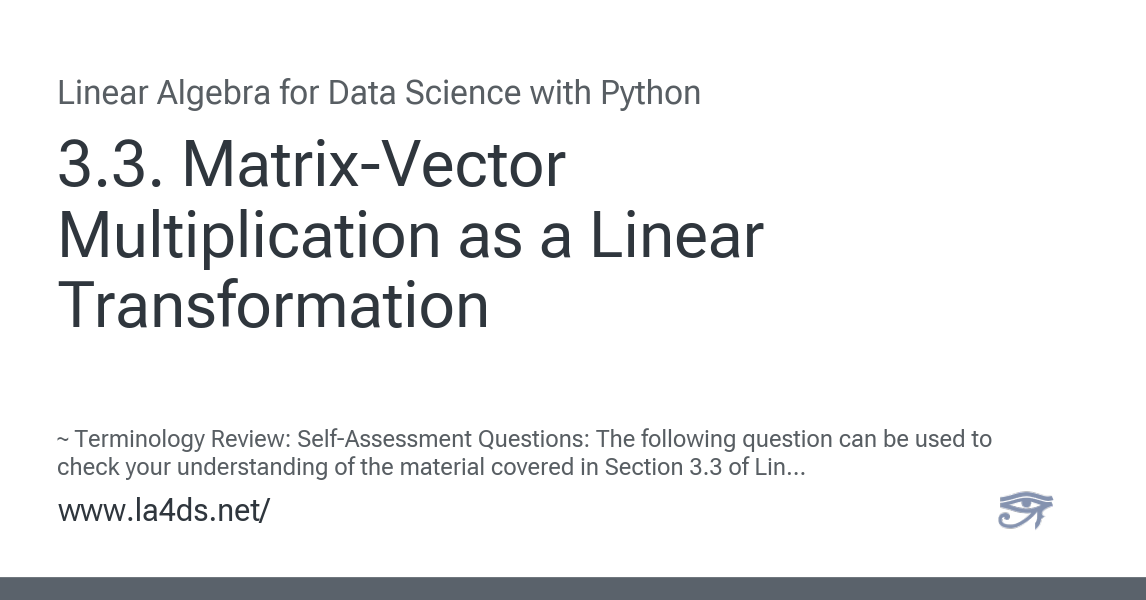 Linear Algebra for Data Science with Python
3.3. Matrix-Vector
Multiplication as a Linear
Transformation
~ Terminology Review: Self-Assessment Questions: The following question can be used to
check your understanding of the material covered in Section 3.3 of Lin...
www.la4ds.net/